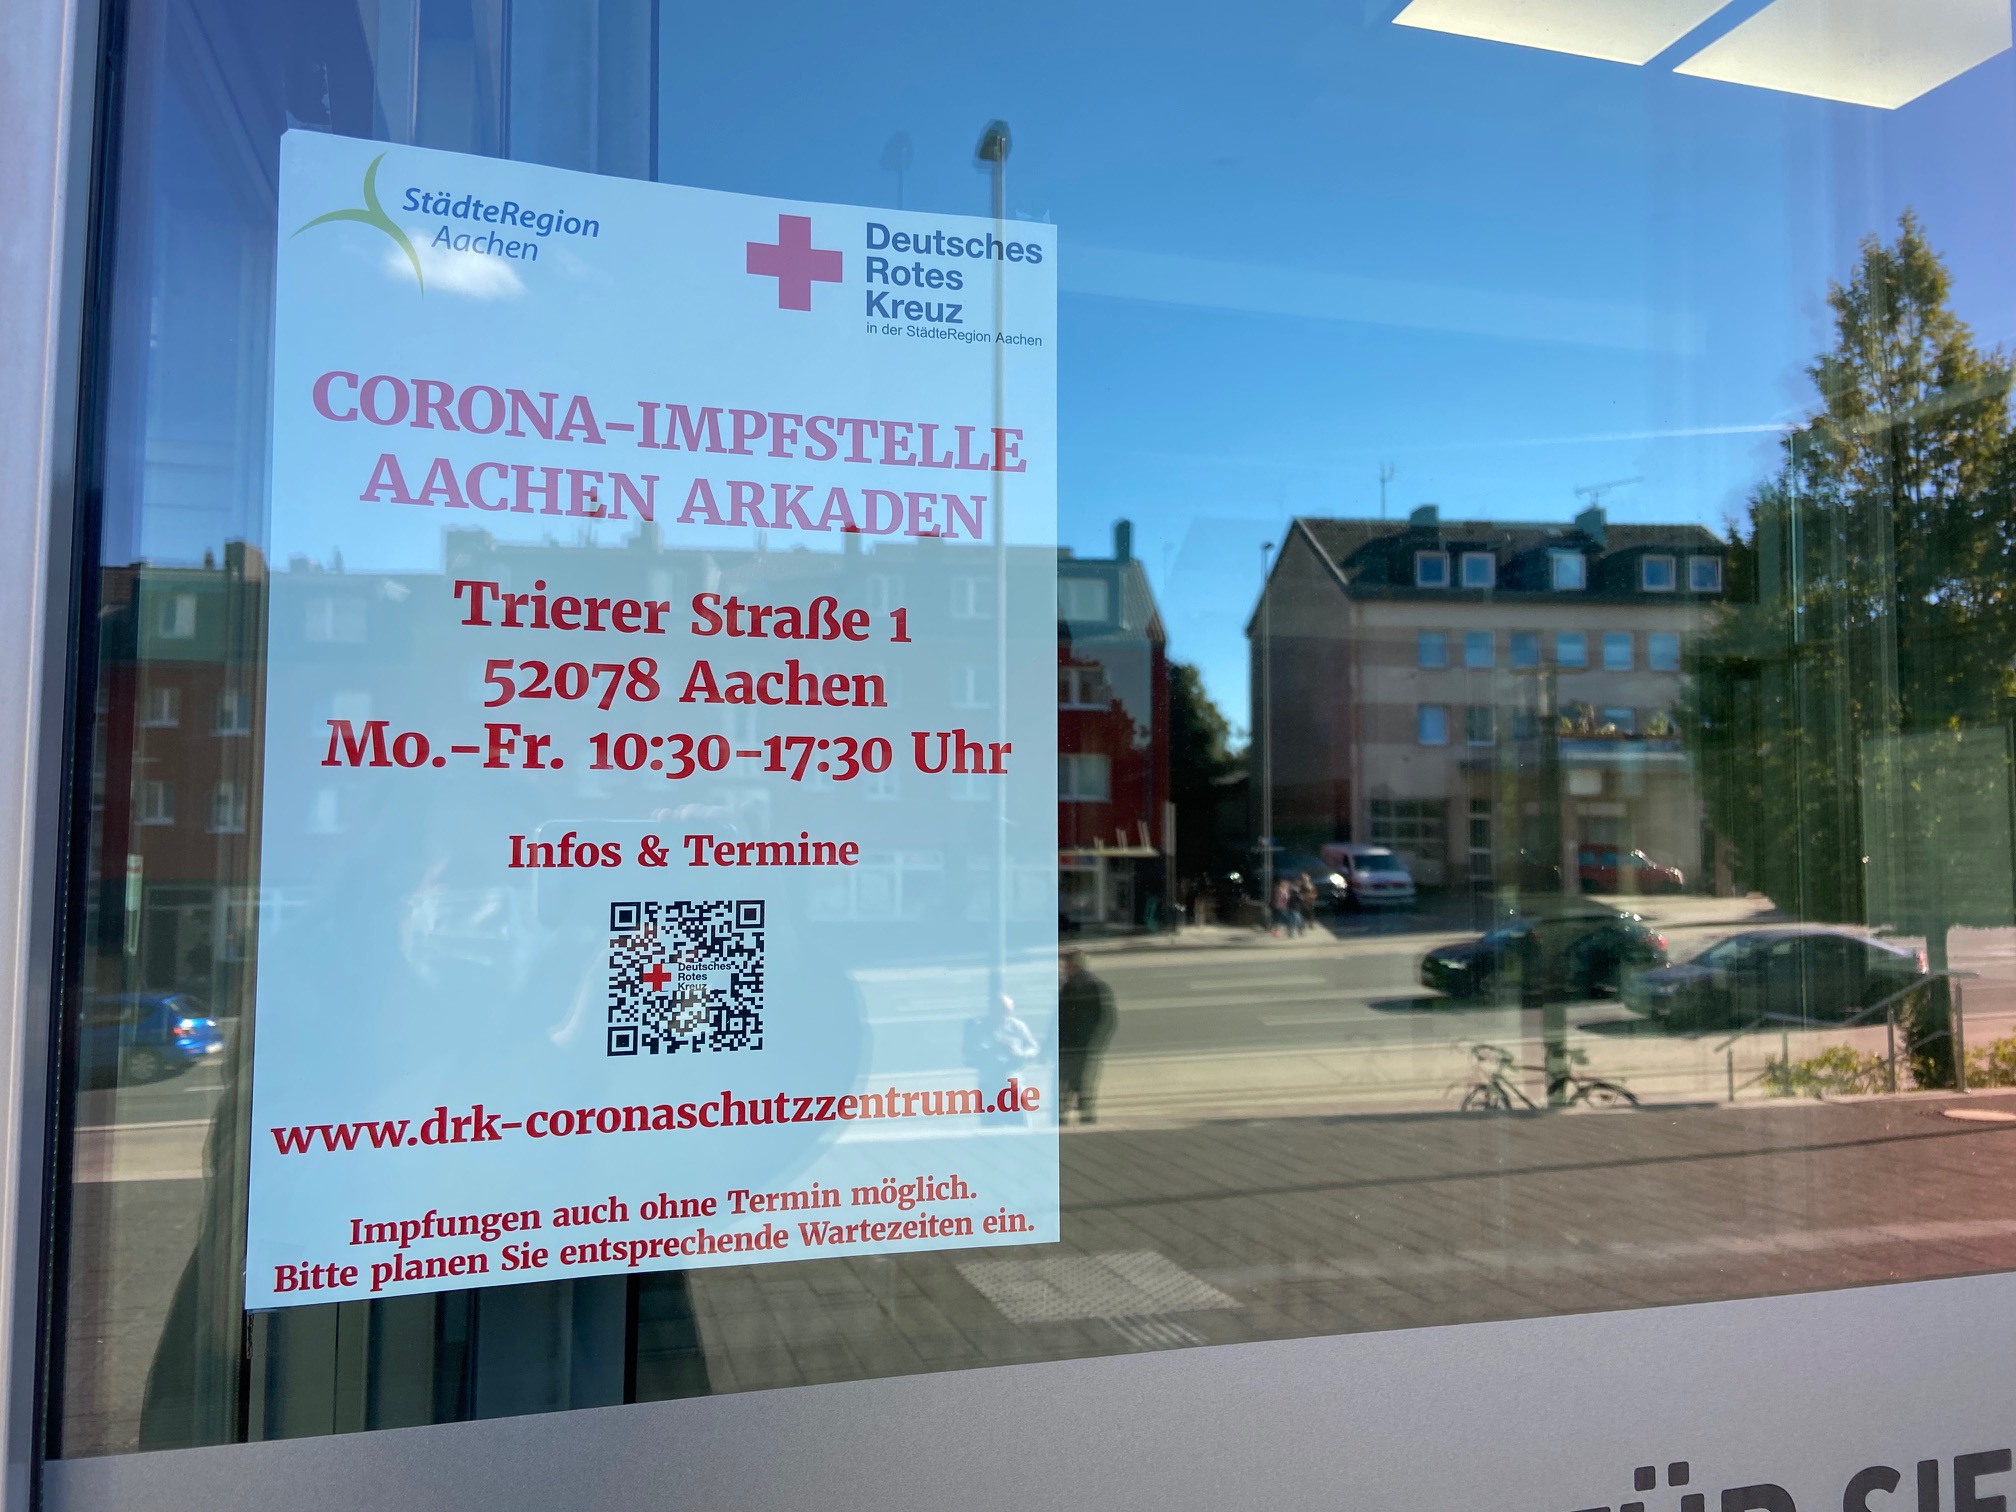 StädteRegion
Aachen
Deutsches
Rotes
Kreuz
in der StädteRegion Aachen
CORONA-IMPFSTELLE
AACHEN ARKADEN
Trierer Straße 1
52078 Aachen
Mo.-Fr. 10:30-17:30 Uhr
Infos & Termine
Deutsches
Rotes
Kreuz
www.drk-coronaschutzzentrum.de
Impfungen auch ohne Termin möglich.
Bitte planen Sie entsprechende Wartezeiten ein.
FÜR SIE